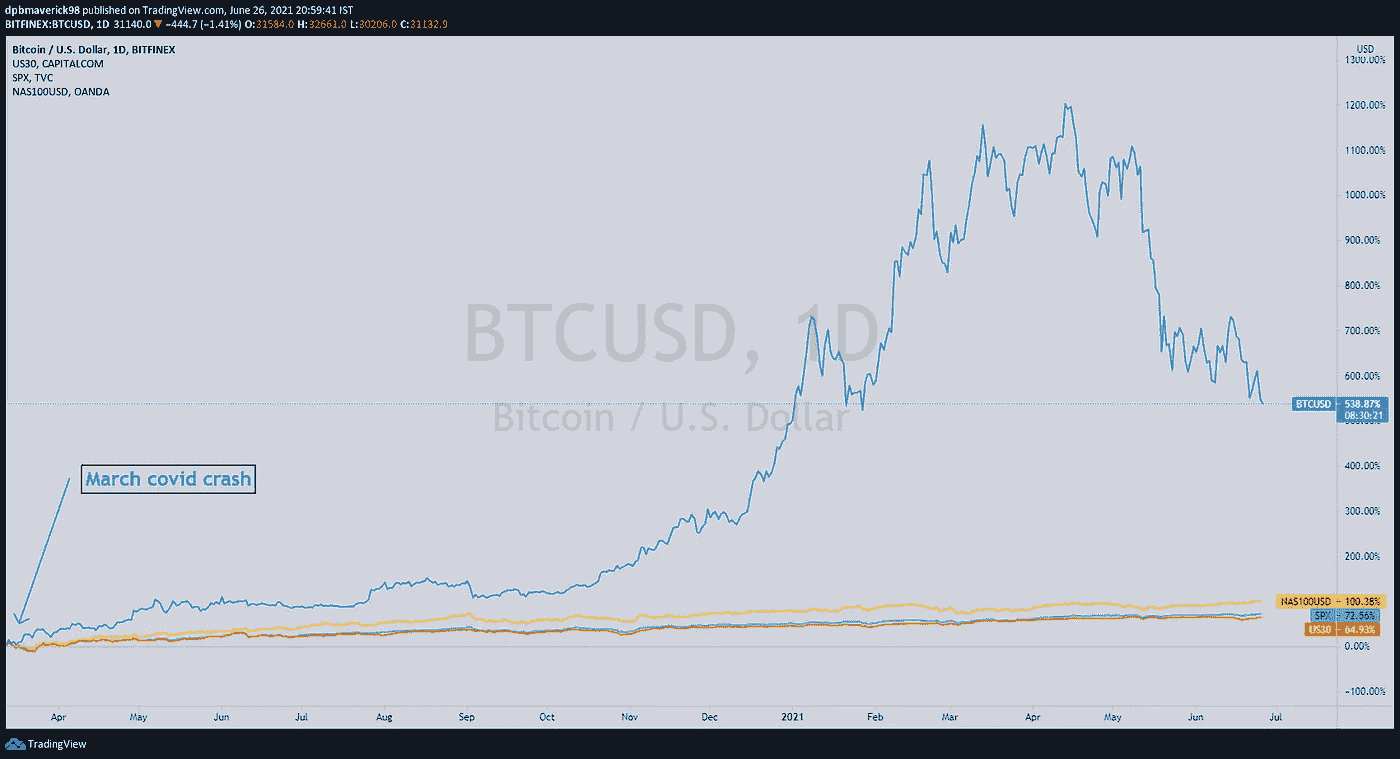 dpbmaverick98 published on TradingView.com, June 26, 2021 20:59:41 IST
BITFINEX:BTCUSD, 1D 31140.0 ▼ −444.7 (−1.41%) O:31584.0 H:32661.0 L:30206.0 C:31132.9
Bitcoin / U.S. Dollar, 1D, BITFINEX
US30, CAPITALCOM
SPX, TVC
NAS100USD, OANDA
USD
1300.00%
1200.00%
1100.00%
1000.00%
900.00%
800.00%
700.00%
600.00%
BTCUSD, 1D
Bitcoin / U.S. Dollar
BTCUSD 538.87%
08:30:21
March covid crash
400.00%
300.00%
200.00%
NAS100USD 100.38%
SPX 72.56%
US30 64.93%
0.00%
−100.00%
Apr May Jun Jul Aug Sep Oct Nov Dec 2021 Feb Mar Apr May Jun Jul
TradingView